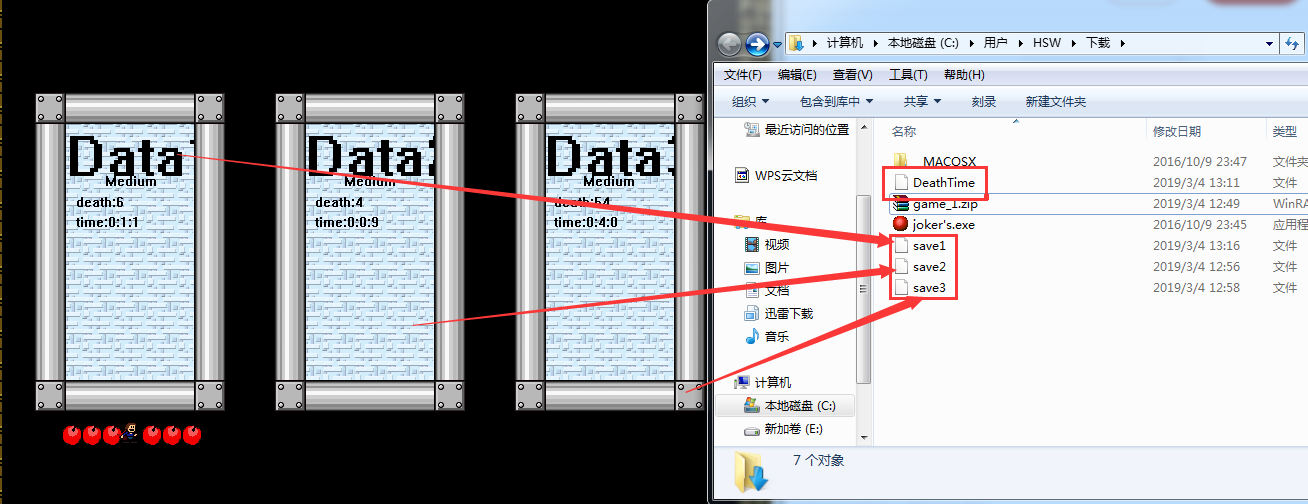 Data
Medium
death:6
time:0:1:1
Data
Medium
death:4
time:0:0:9
Data
Medium
death:54
time:0:4:0
计算机 本地磁盘 (C:) 用户 HSW 下载
文件(F) 编辑(E) 查看(V) 工具(T) 帮助(H)
组织 包含到库中 共享 刻录 新建文件夹
最近访问的位置
WPS云文档
库
视频
图片
文档
迅雷下载
音乐
计算机
本地磁盘 (C:)
新加卷 (E:)
名称 修改日期 类型
__MACOSX 2016/10/9 23:47 文件夹
DeathTime 2019/3/4 13:11 文件
game_1.zip 2019/3/4 12:49 WinRA
joker's.exe 2016/10/9 23:45 应用程
save1 2019/3/4 13:16 文件
save2 2019/3/4 12:56 文件
save3 2019/3/4 12:58 文件
7 个对象